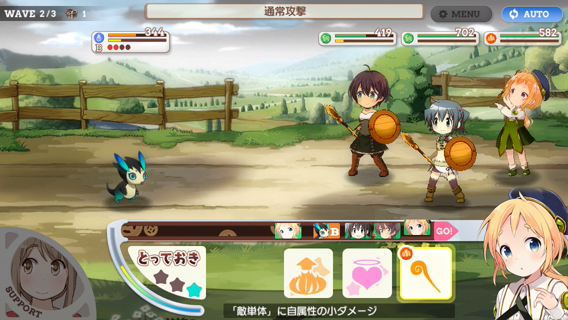 WAVE 2/3 1
通常攻撃
MENU
AUTO
344
419
702
582
B
B
GO!
とっておき
SUPPORT
「敵単体」に自属性の小ダメージ